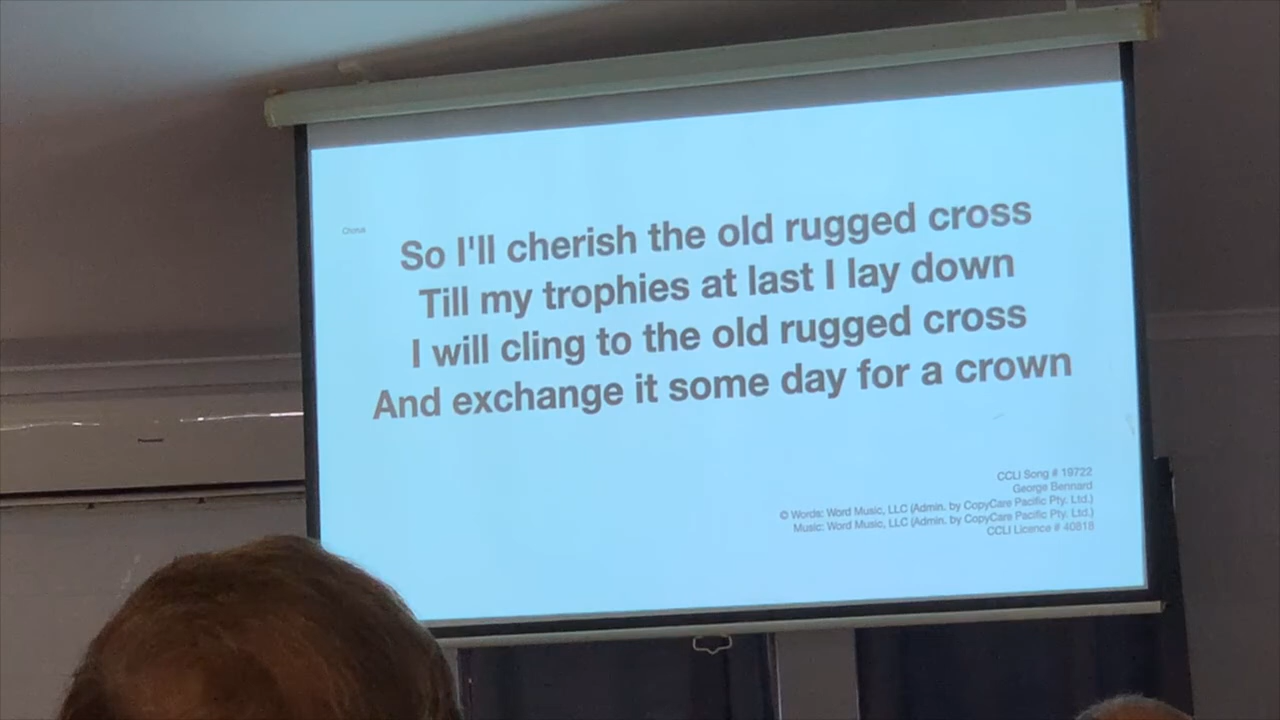 Chorus
So I'll cherish the old rugged cross
Till my trophies at last I lay down
I will cling to the old rugged cross
And exchange it some day for a crown
CCLI Song # 19722
George Bennard
© Words: Word Music, LLC (Admin. by CopyCare Pacific Pty. Ltd.)
Music: Word Music, LLC (Admin. by CopyCare Pacific Pty. Ltd.)
CCLI Licence # 40818